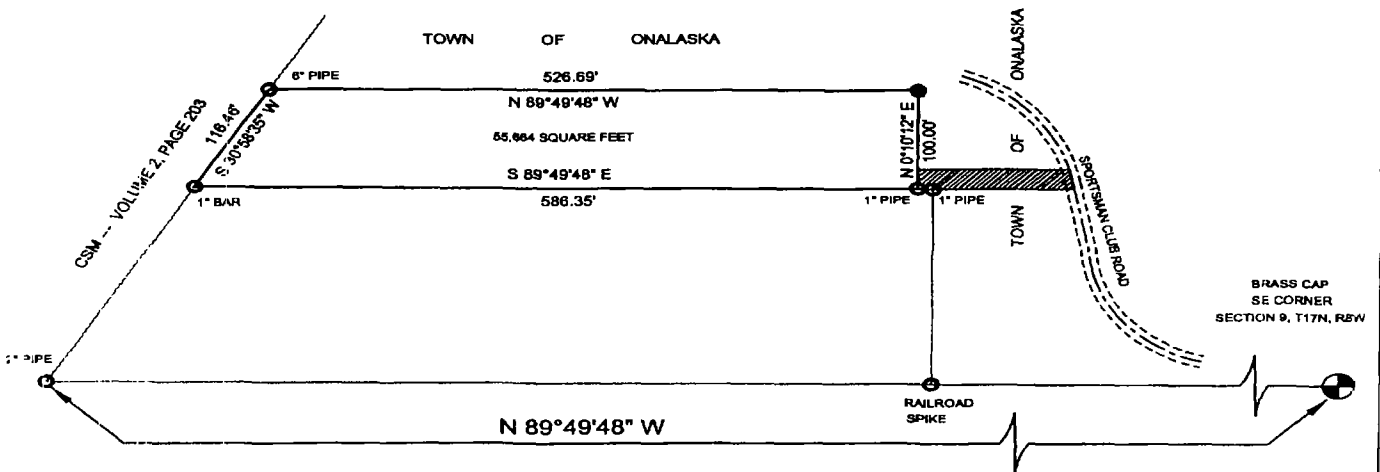 TOWN OF ONALASKA
6" PIPE
526.69'
N 89°49'48" W
116.46'
S 30°58'35" W
CSM --- VOLUME 2, PAGE 203
55,664 SQUARE FEET
N 0°10'12" E
100.00'
S 89°49'48" E
586.35'
1" BAR
1" PIPE
1" PIPE
TOWN OF ONALASKA
SPORTSMAN CLUB ROAD
BRASS CAP
SE CORNER
SECTION 9, T17N, R8W
2" PIPE
RAILROAD
SPIKE
N 89°49'48" W